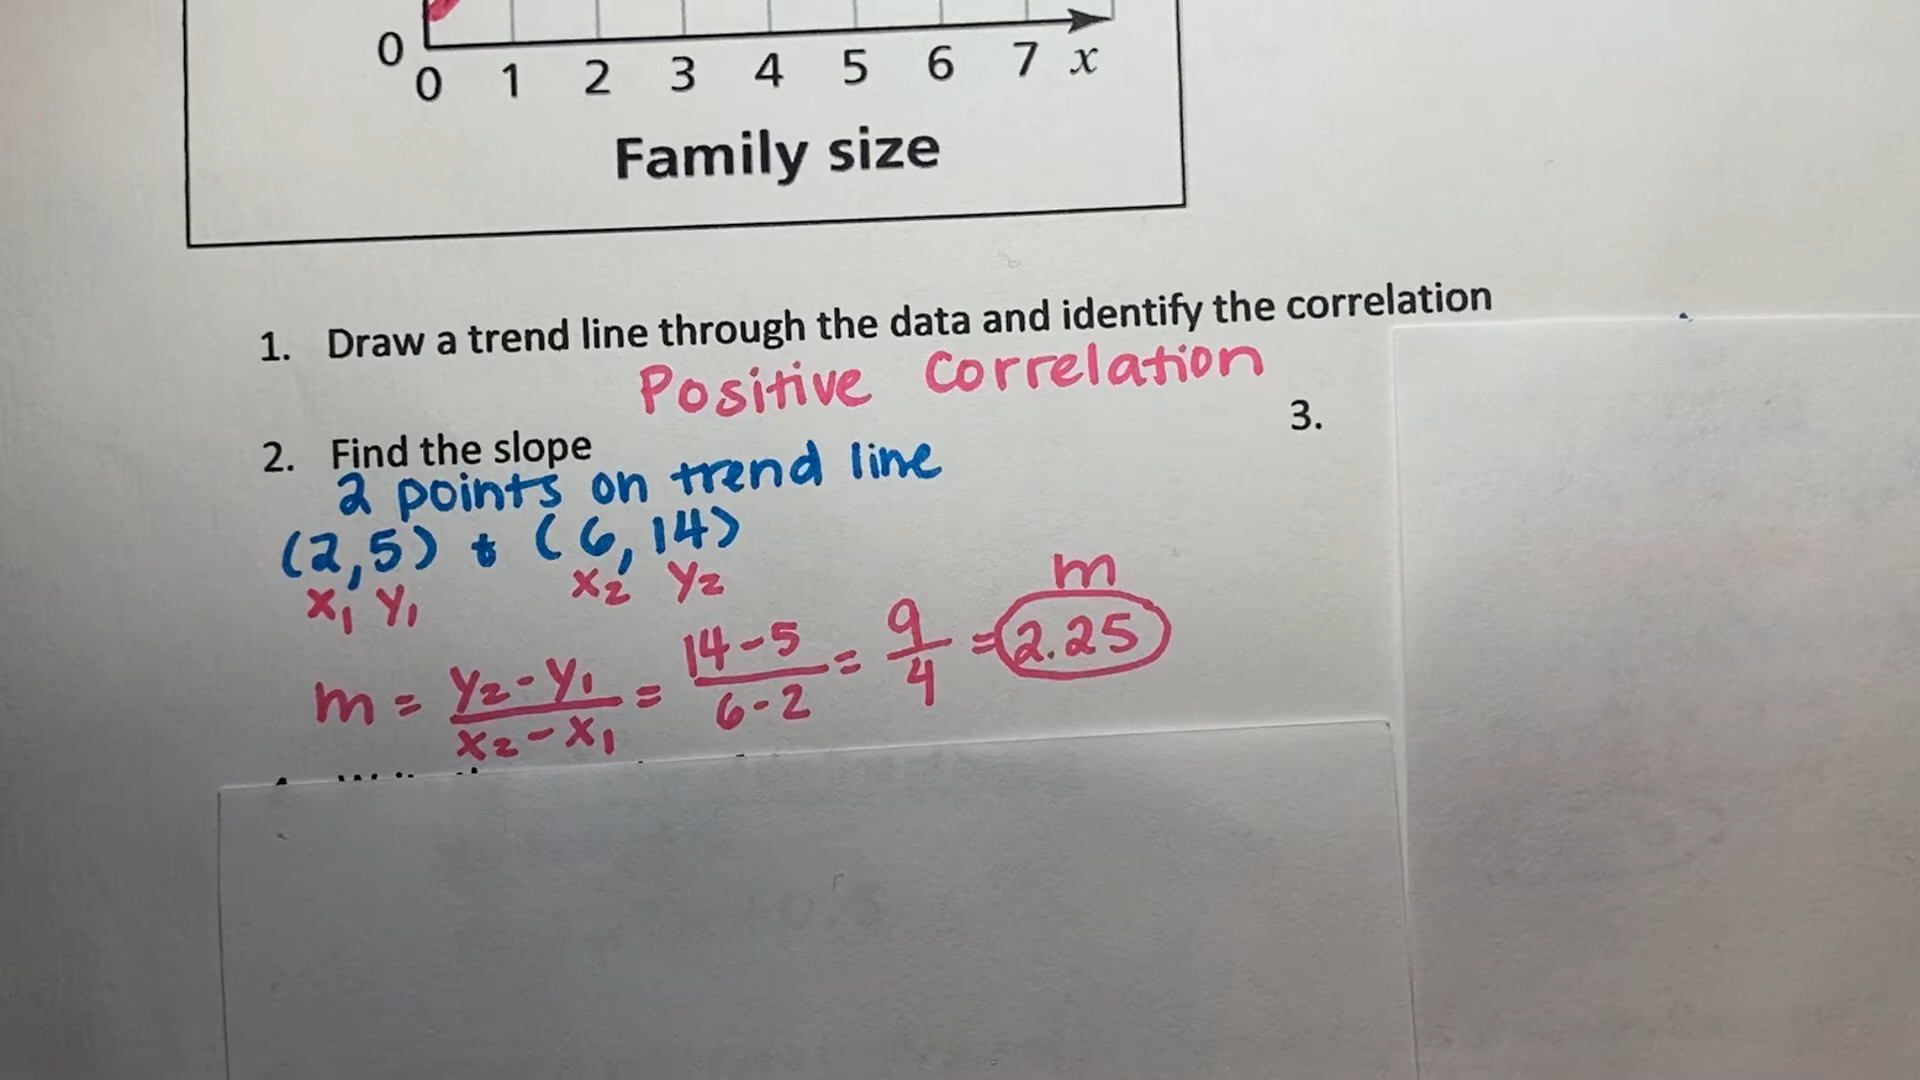 0
0 1 2 3 4 5 6 7 x
Family size
1. Draw a trend line through the data and identify the correlation
Positive Correlation
2. Find the slope
3.
2 points on trend line
(2,5) & (6,14)
x₁ y₁ x₂ y₂
m
m = y₂-y₁/x₂-x₁ = 14-5/6-2 = 9/4 = 2.25